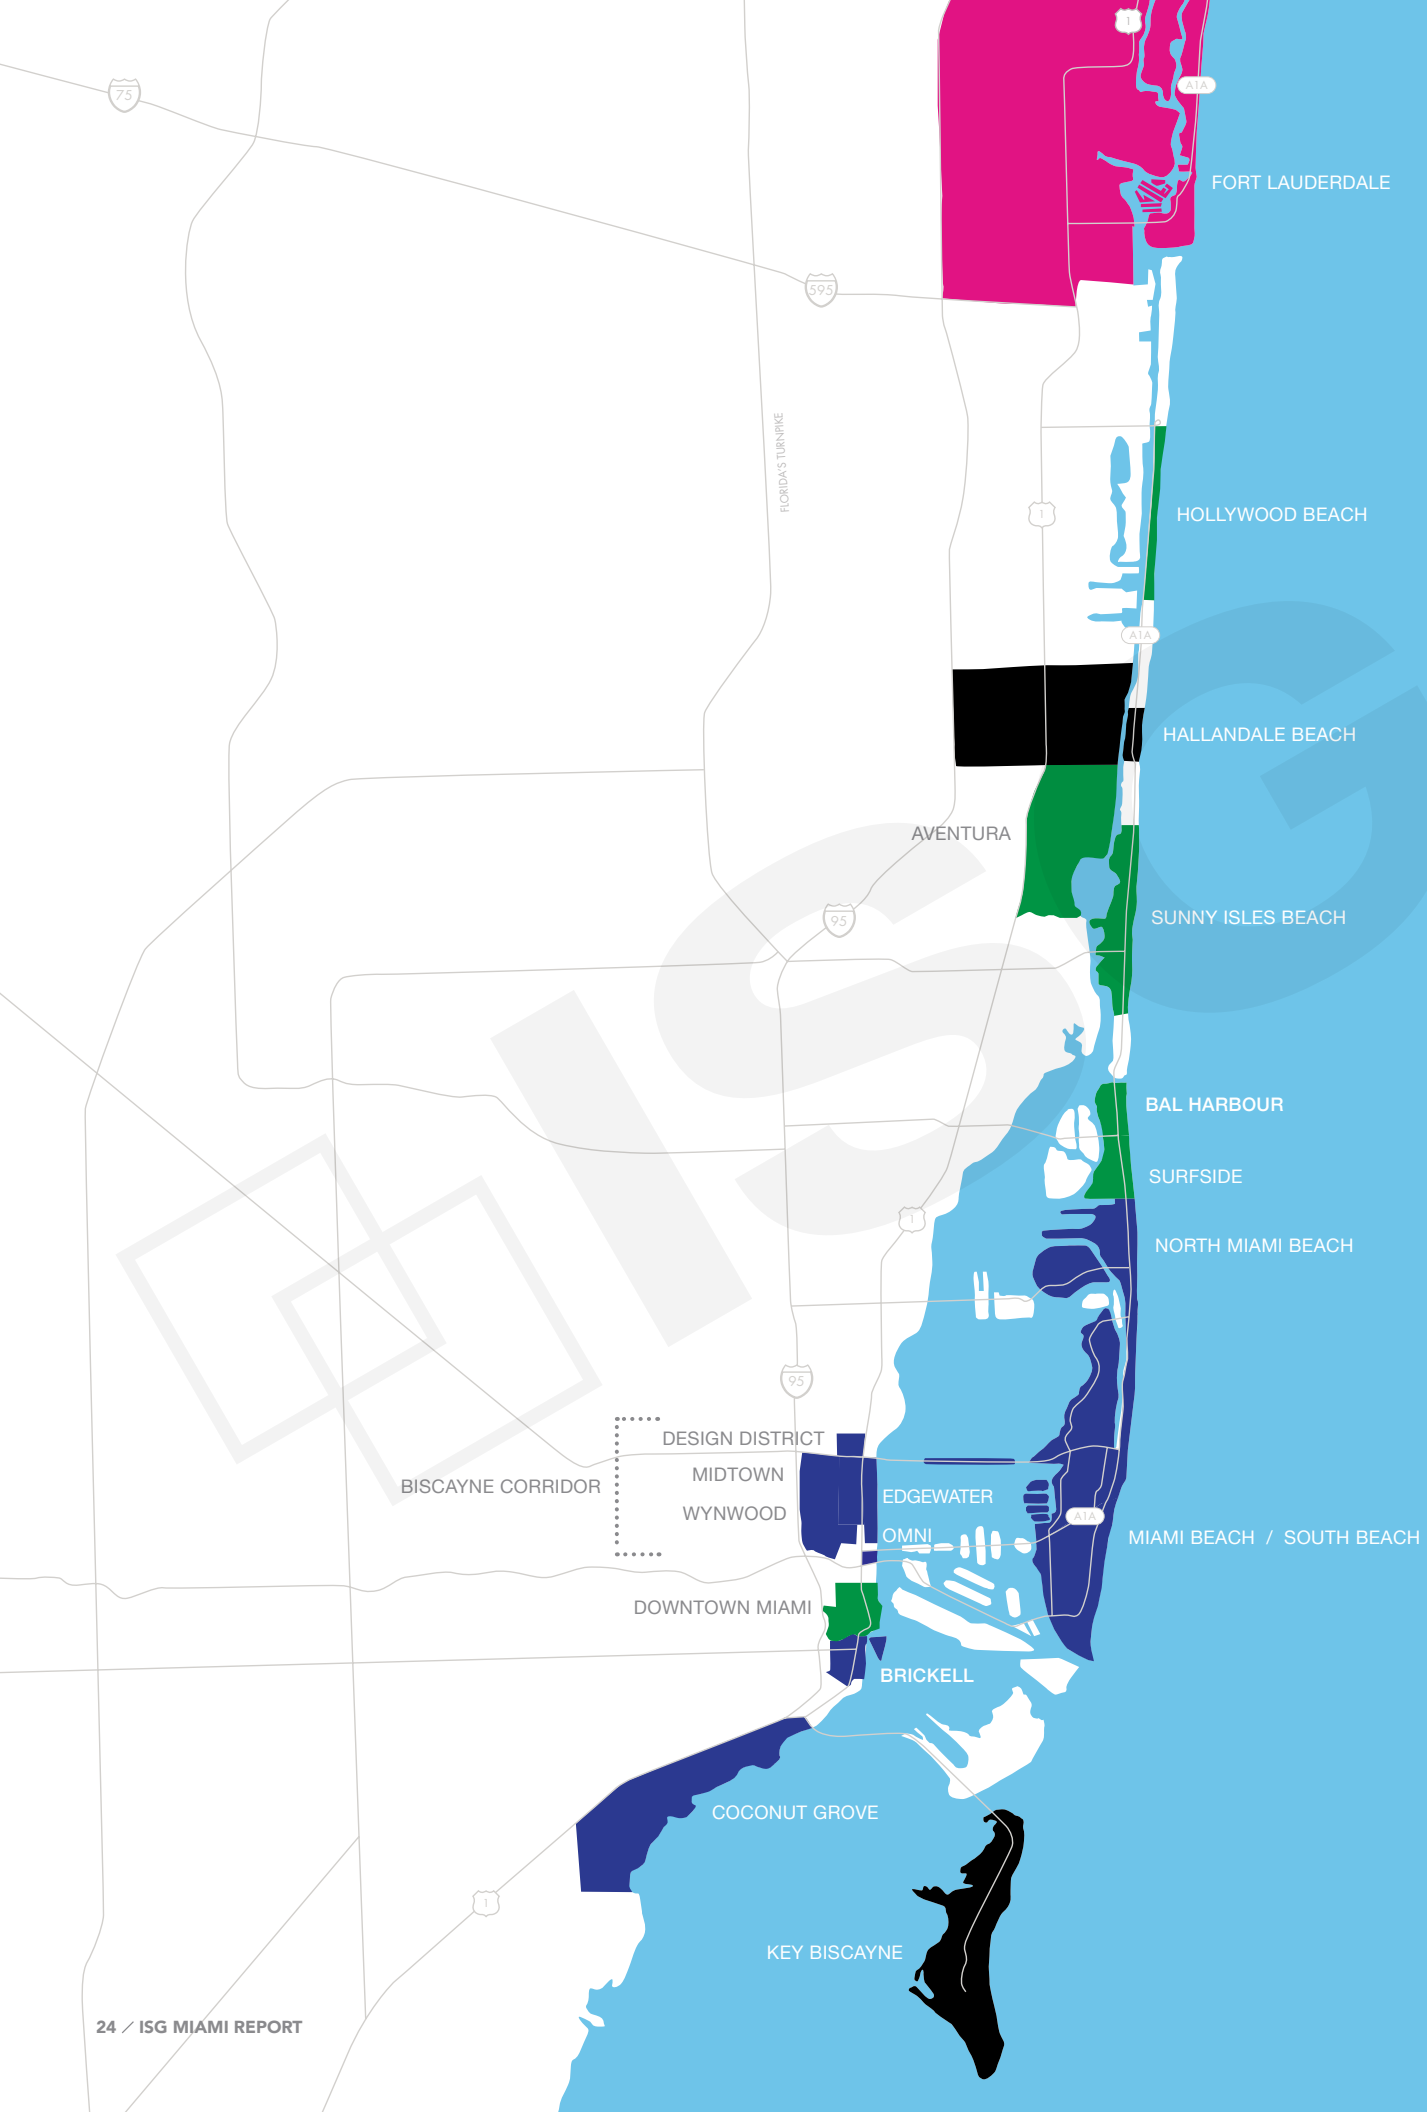 1
75
A1A
FORT LAUDERDALE
595
FLORIDA'S TURNPIKE
1
HOLLYWOOD BEACH
A1A
HALLANDALE BEACH
AVENTURA
95
SUNNY ISLES BEACH
ISG
BAL HARBOUR
SURFSIDE
1
NORTH MIAMI BEACH
95
DESIGN DISTRICT
MIDTOWN
BISCAYNE CORRIDOR
EDGEWATER
WYNWOOD
A1A
OMNI
MIAMI BEACH / SOUTH BEACH
DOWNTOWN MIAMI
BRICKELL
COCONUT GROVE
1
KEY BISCAYNE
24 / ISG MIAMI REPORT